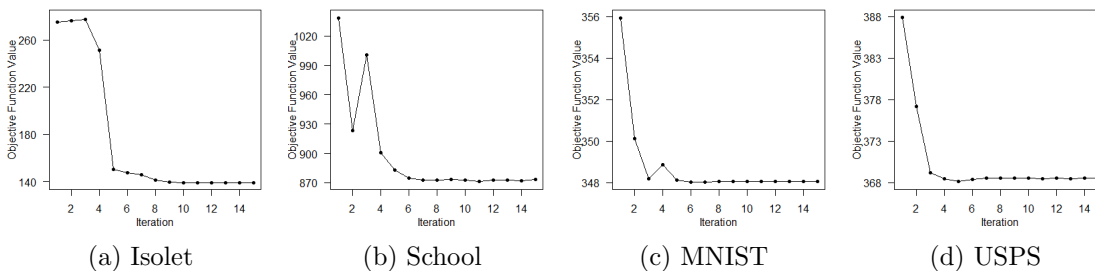 Objective Function Value
260
220
180
140
2 4 6 8 10 12 14
Iteration
(a) Isolet
Objective Function Value
1020
990
960
930
900
870
2 4 6 8 10 12 14
Iteration
(b) School
Objective Function Value
356
354
352
350
348
2 4 6 8 10 12 14
Iteration
(c) MNIST
Objective Function Value
388
383
378
373
368
2 4 6 8 10 12 14
Iteration
(d) USPS